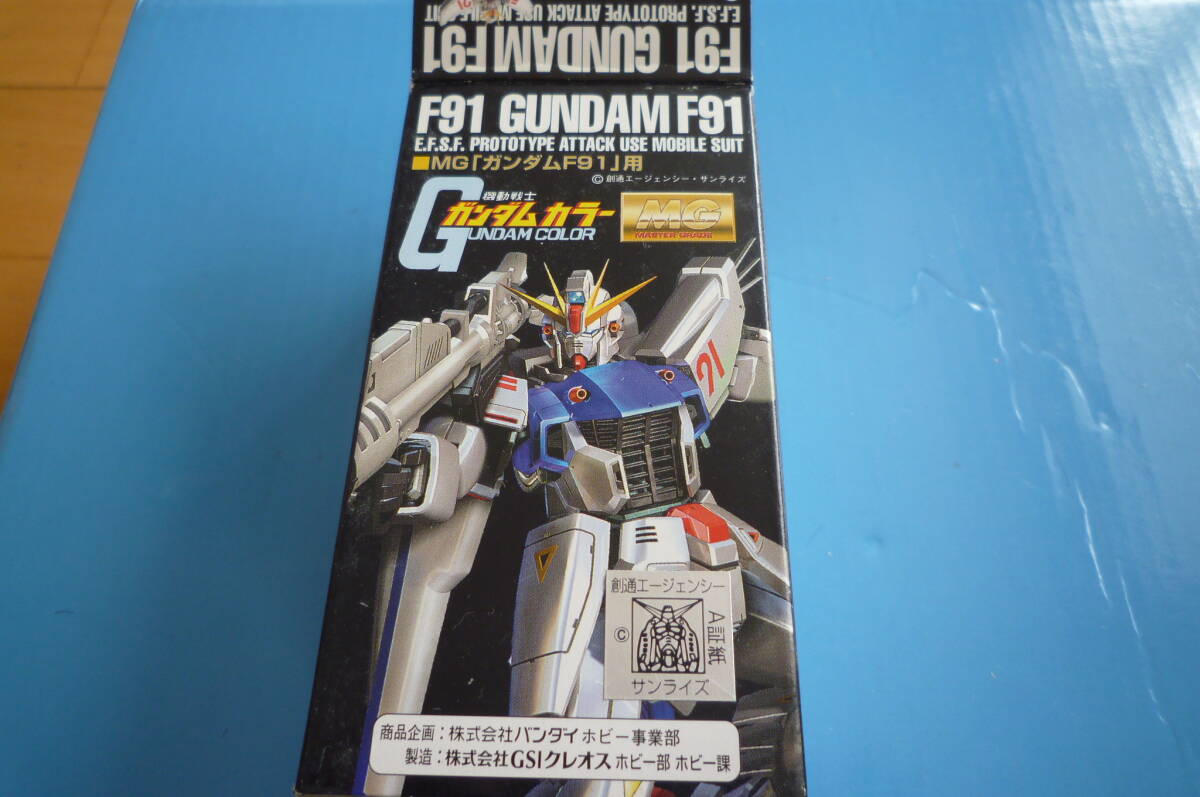 E.F.S.F. PROTOTYPE ATTACK USE MOBILE SUIT
F91 GUNDAM F91
F91 GUNDAM F91
E.F.S.F. PROTOTYPE ATTACK USE MOBILE SUIT
■MG「ガンダムF91」用
©創通エージェンシー・サンライズ
機動戦士
ガンダムカラー
GUNDAM COLOR
MG
MASTER GRADE
21
創通エージェンシー
©
A証紙
サンライズ
商品企画：株式会社バンダイ ホビー事業部
製造：株式会社GSIクレオス ホビー部 ホビー課